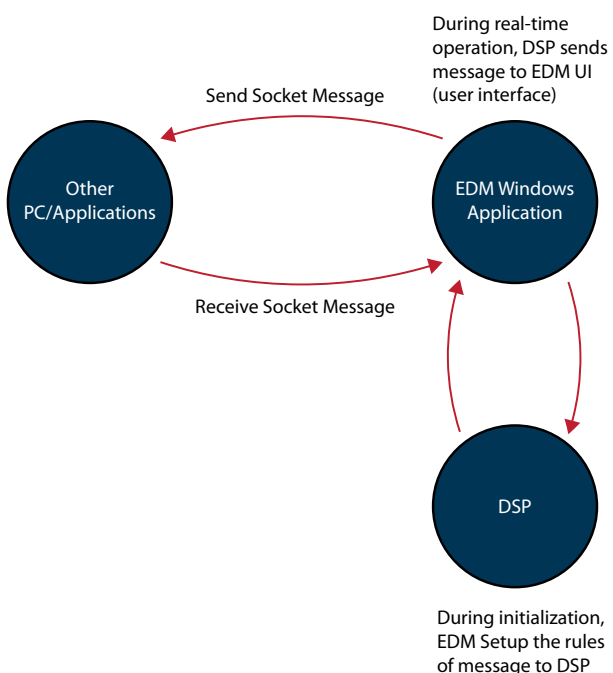 During real-time
operation, DSP sends
message to EDM UI
(user interface)
Send Socket Message
Other
PC/Applications
EDM Windows
Application
Receive Socket Message
DSP
During initialization,
EDM Setup the rules
of message to DSP